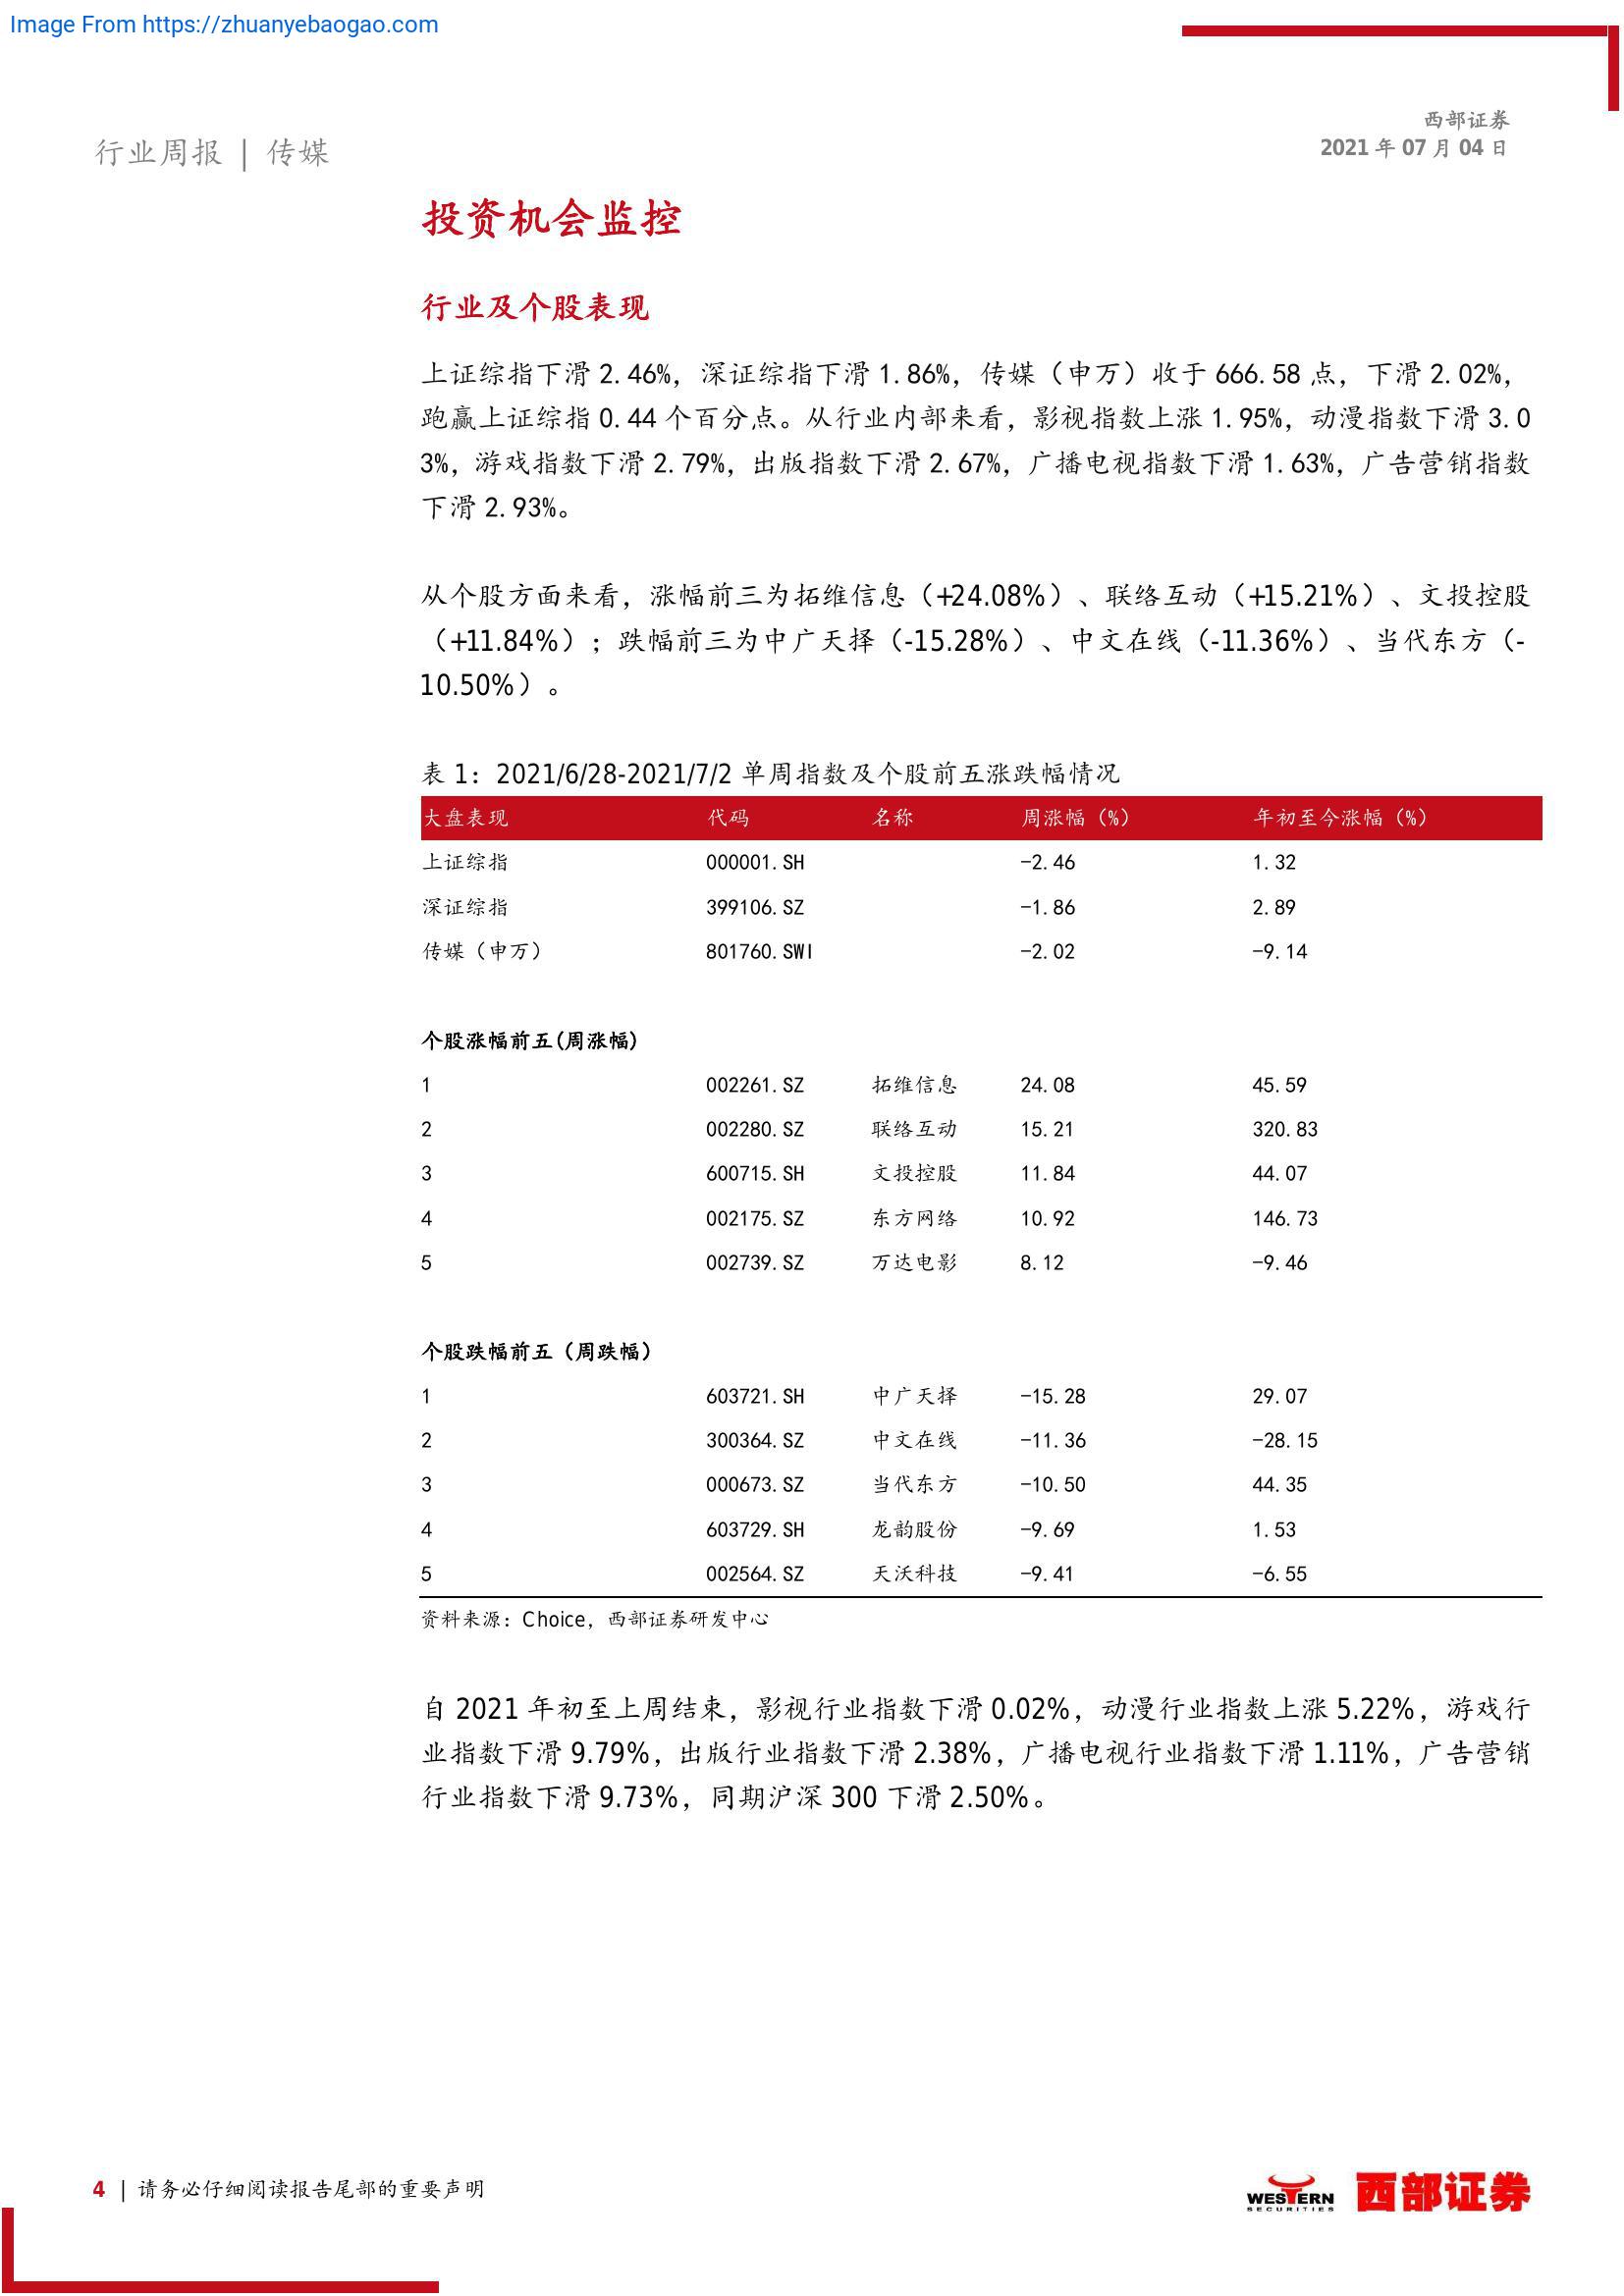 Image From https://zhuanyebaogao.com
西部证券
2021 年 07 月 04 日
行业周报 | 传媒
投资机会监控
行业及个股表现
上证综指下滑 2.46%，深证综指下滑 1.86%，传媒（申万）收于 666.58 点，下滑 2.02%，
跑赢上证综指 0.44 个百分点。从行业内部来看，影视指数上涨 1.95%，动漫指数下滑 3.0
3%，游戏指数下滑 2.79%，出版指数下滑 2.67%，广播电视指数下滑 1.63%，广告营销指数
下滑 2.93%。
从个股方面来看，涨幅前三为拓维信息（+24.08%）、联络互动（+15.21%）、文投控股
（+11.84%）；跌幅前三为中广天择（-15.28%）、中文在线（-11.36%）、当代东方（-
10.50%）。
表 1：2021/6/28-2021/7/2 单周指数及个股前五涨跌幅情况
大盘表现 代码 名称 周涨幅（%） 年初至今涨幅（%）
上证综指 000001.SH -2.46 1.32
深证综指 399106.SZ -1.86 2.89
传媒（申万） 801760.SWI -2.02 -9.14
个股涨幅前五(周涨幅)
1 002261.SZ 拓维信息 24.08 45.59
2 002280.SZ 联络互动 15.21 320.83
3 600715.SH 文投控股 11.84 44.07
4 002175.SZ 东方网络 10.92 146.73
5 002739.SZ 万达电影 8.12 -9.46
个股跌幅前五（周跌幅）
1 603721.SH 中广天择 -15.28 29.07
2 300364.SZ 中文在线 -11.36 -28.15
3 000673.SZ 当代东方 -10.50 44.35
4 603729.SH 龙韵股份 -9.69 1.53
5 002564.SZ 天沃科技 -9.41 -6.55
资料来源：Choice，西部证券研发中心
自 2021 年初至上周结束，影视行业指数下滑 0.02%，动漫行业指数上涨 5.22%，游戏行
业指数下滑 9.79%，出版行业指数下滑 2.38%，广播电视行业指数下滑 1.11%，广告营销
行业指数下滑 9.73%，同期沪深 300 下滑 2.50%。
4 | 请务必仔细阅读报告尾部的重要声明
WESTERN
SECURITIES
西部证券